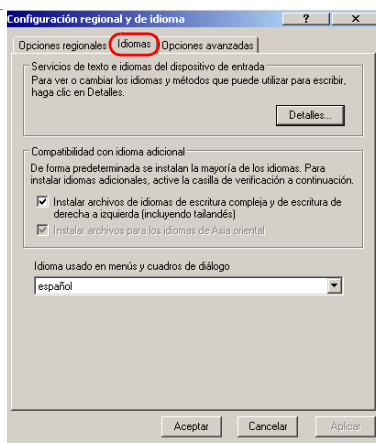 Configuración regional y de idioma
Opciones regionales Idiomas Opciones avanzadas
Servicios de texto e idiomas del dispositivo de entrada
Para ver o cambiar los idiomas y métodos que puede utilizar para escribir,
haga clic en Detalles.
Detalles...
Compatibilidad con idioma adicional
De forma predeterminada se instalan la mayoría de los idiomas. Para
instalar idiomas adicionales, active la casilla de verificación a continuación.
Instalar archivos de idiomas de escritura compleja y de escritura de
derecha a izquierda (incluyendo tailandés)
Instalar archivos para los idiomas de Asia oriental
Idioma usado en menús y cuadros de diálogo
español
Aceptar Cancelar Aplicar